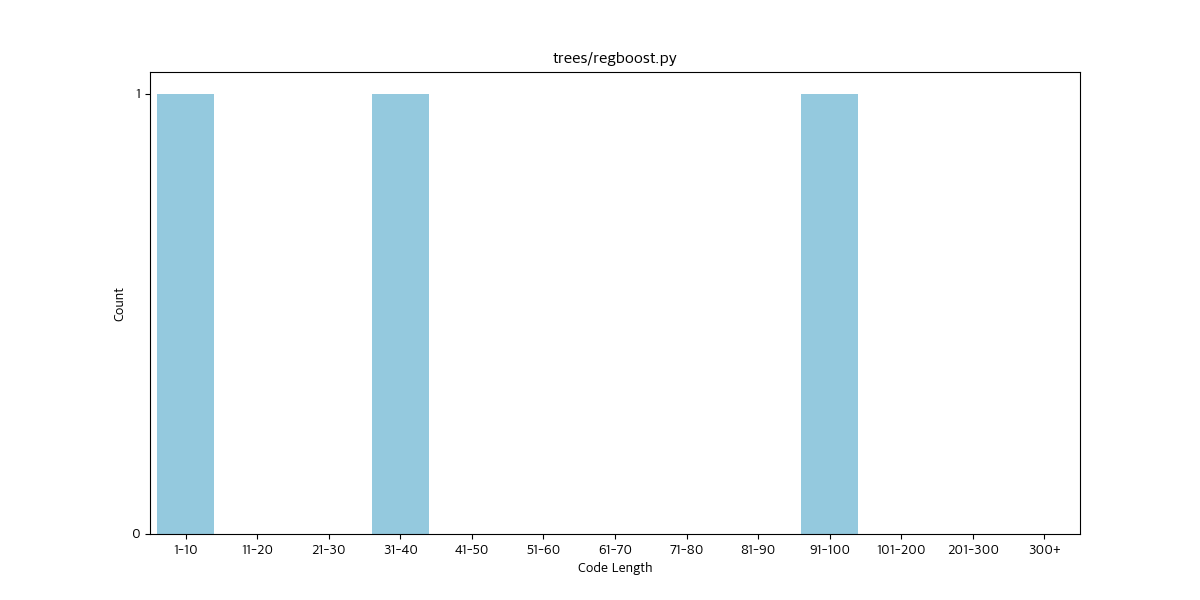 trees/regboost.py
1
Count
0
1-10 11-20 21-30 31-40 41-50 51-60 61-70 71-80 81-90 91-100 101-200 201-300 300+
Code Length